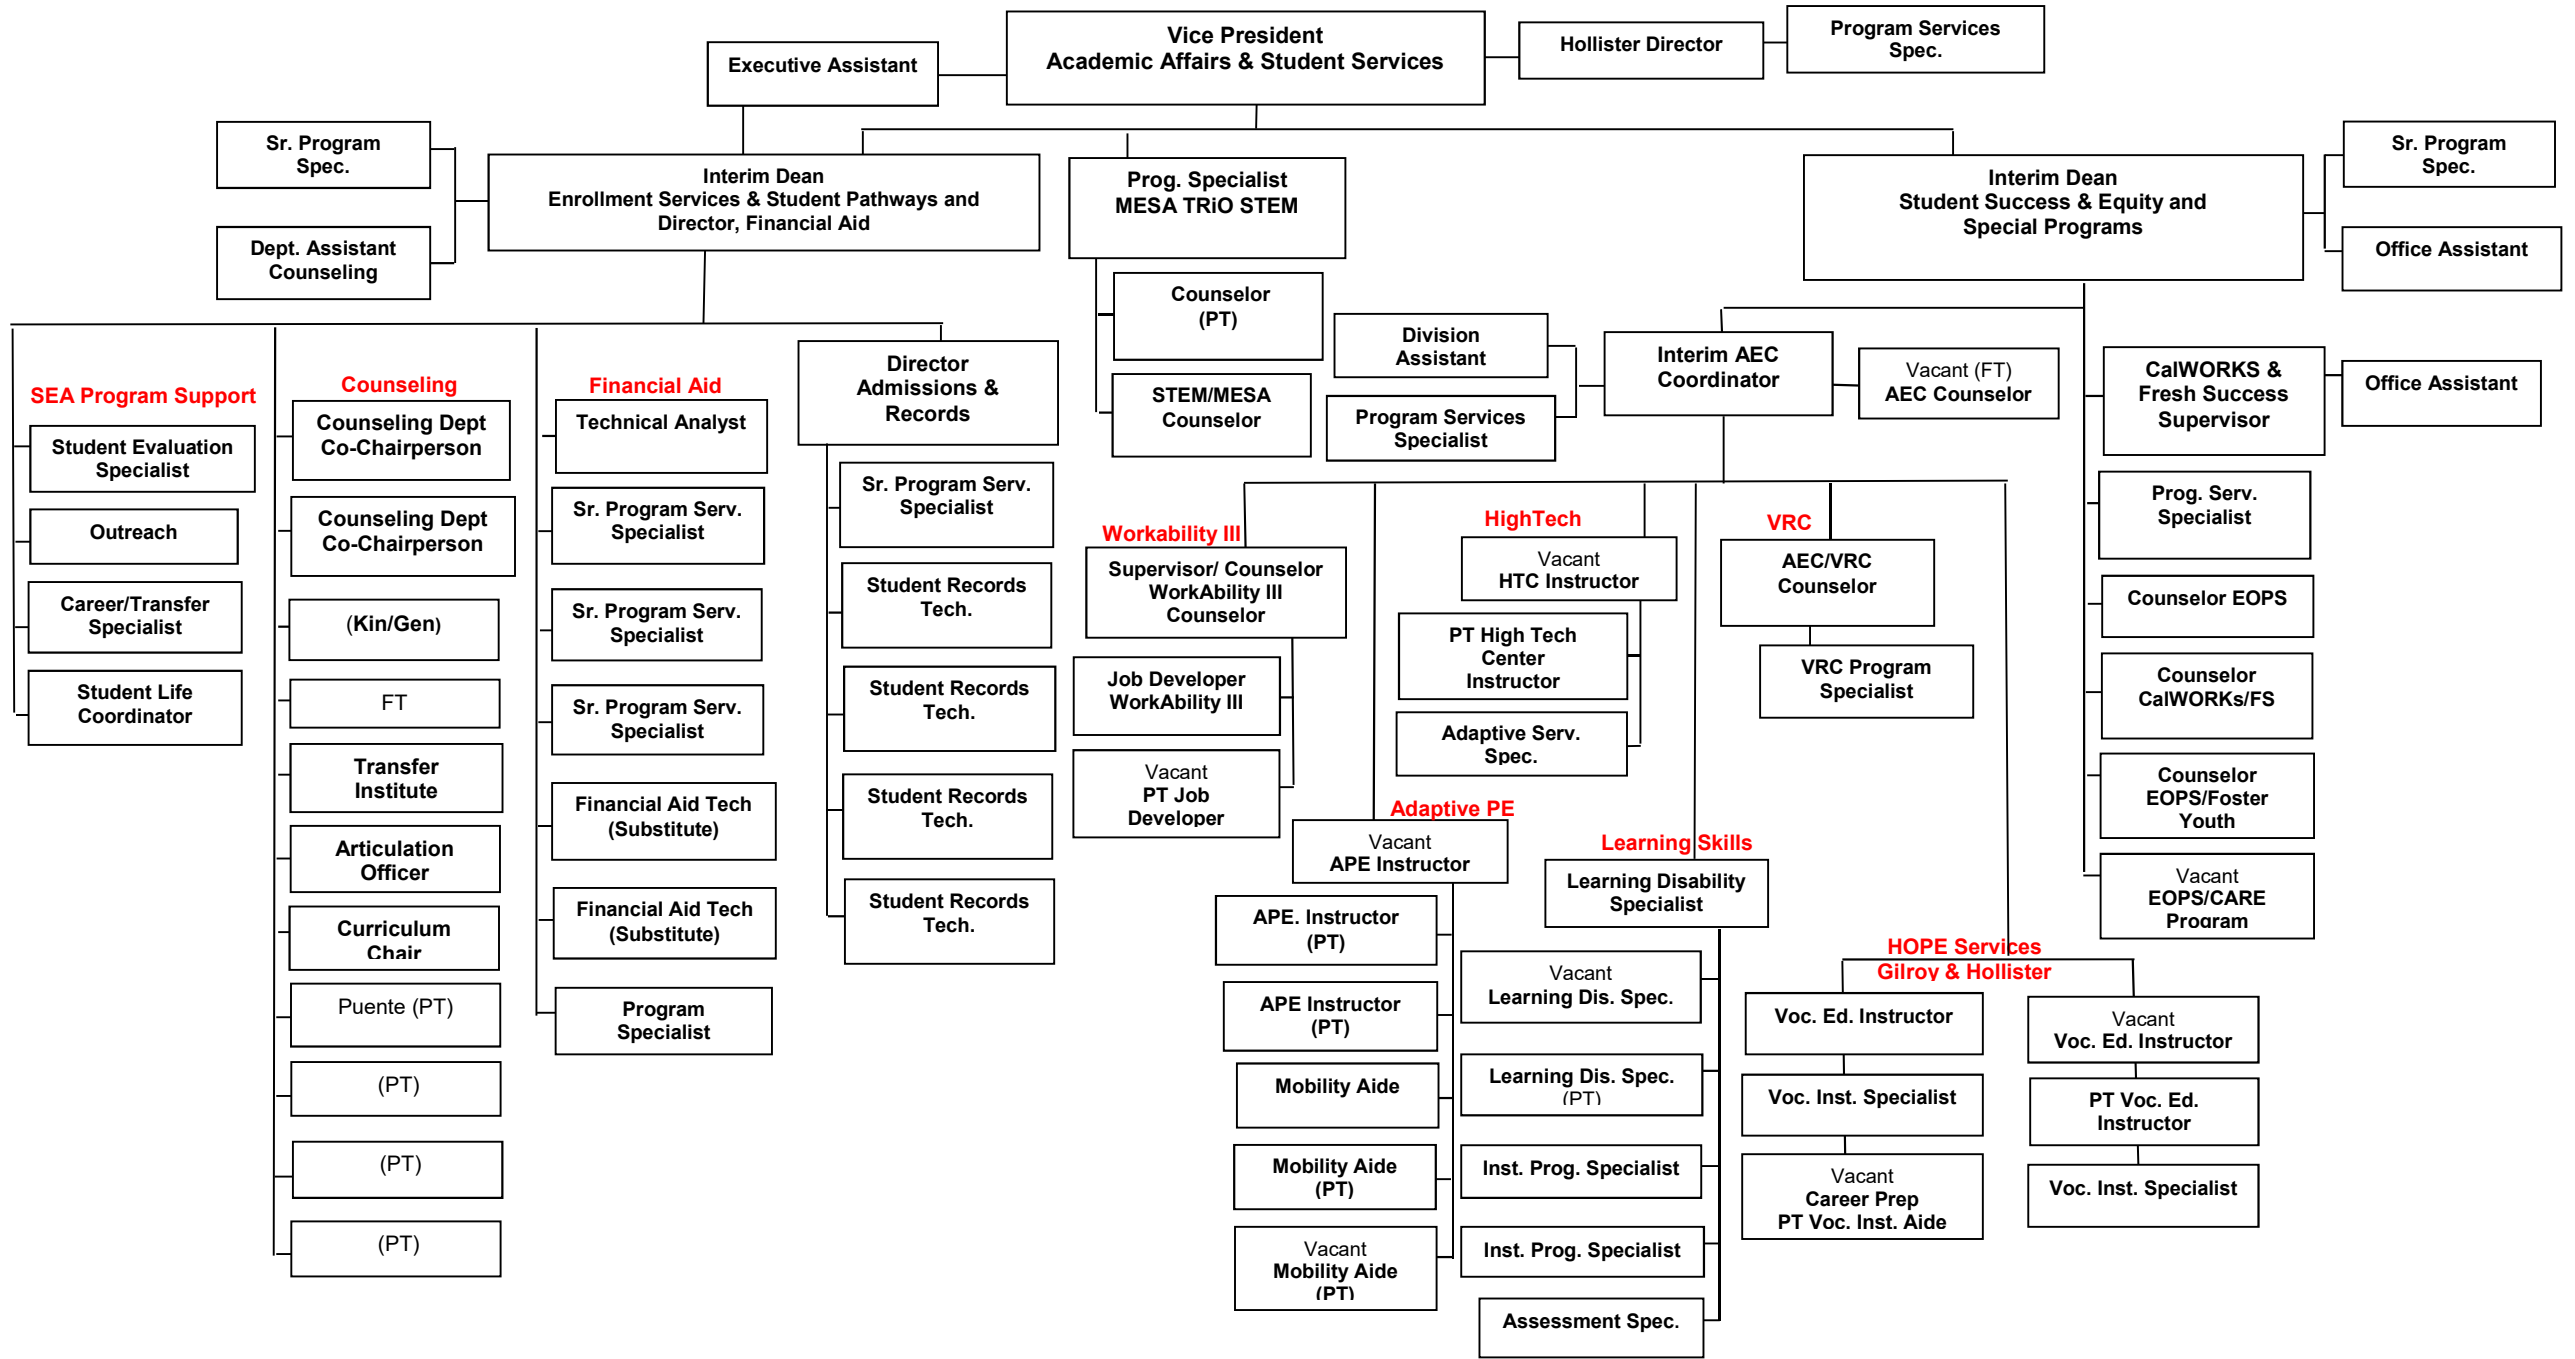 Vice President
Academic Affairs & Student Services
Executive Assistant
Hollister Director
Program Services
Spec.
Sr. Program
Spec.
Dept. Assistant
Counseling
Interim Dean
Enrollment Services & Student Pathways and
Director, Financial Aid
Prog. Specialist
MESA TRiO STEM
Counselor
(PT)
STEM/MESA
Counselor
Interim Dean
Student Success & Equity and
Special Programs
Sr. Program
Spec.
Office Assistant
SEA Program Support
Student Evaluation
Specialist
Outreach
Career/Transfer
Specialist
Student Life
Coordinator
Counseling
Counseling Dept
Co-Chairperson
Counseling Dept
Co-Chairperson
(Kin/Gen)
FT
Transfer
Institute
Articulation
Officer
Curriculum
Chair
Puente (PT)
(PT)
(PT)
(PT)
Financial Aid
Technical Analyst
Sr. Program Serv.
Specialist
Sr. Program Serv.
Specialist
Sr. Program Serv.
Specialist
Financial Aid Tech
(Substitute)
Financial Aid Tech
(Substitute)
Program
Specialist
Director
Admissions &
Records
Sr. Program Serv.
Specialist
Student Records
Tech.
Student Records
Tech.
Student Records
Tech.
Student Records
Tech.
Division
Assistant
Program Services
Specialist
Interim AEC
Coordinator
Vacant (FT)
AEC Counselor
CalWORKS &
Fresh Success
Supervisor
Office Assistant
Prog. Serv.
Specialist
Counselor EOPS
Counselor
CalWORKs/FS
Counselor
EOPS/Foster
Youth
Vacant
EOPS/CARE
Program
Workability III
Supervisor/ Counselor
WorkAbility III
Counselor
Job Developer
WorkAbility III
Vacant
PT Job
Developer
HighTech
Vacant
HTC Instructor
PT High Tech
Center
Instructor
Adaptive Serv.
Spec.
VRC
AEC/VRC
Counselor
VRC Program
Specialist
Adaptive PE
Vacant
APE Instructor
APE. Instructor
(PT)
APE Instructor
(PT)
Mobility Aide
Mobility Aide
(PT)
Vacant
Mobility Aide
(PT)
Learning Skills
Learning Disability
Specialist
Vacant
Learning Dis. Spec.
Learning Dis. Spec.
(PT)
Inst. Prog. Specialist
Inst. Prog. Specialist
Assessment Spec.
HOPE Services
Gilroy & Hollister
Voc. Ed. Instructor
Voc. Inst. Specialist
Vacant
Career Prep
PT Voc. Inst. Aide
Vacant
Voc. Ed. Instructor
PT Voc. Ed.
Instructor
Voc. Inst. Specialist